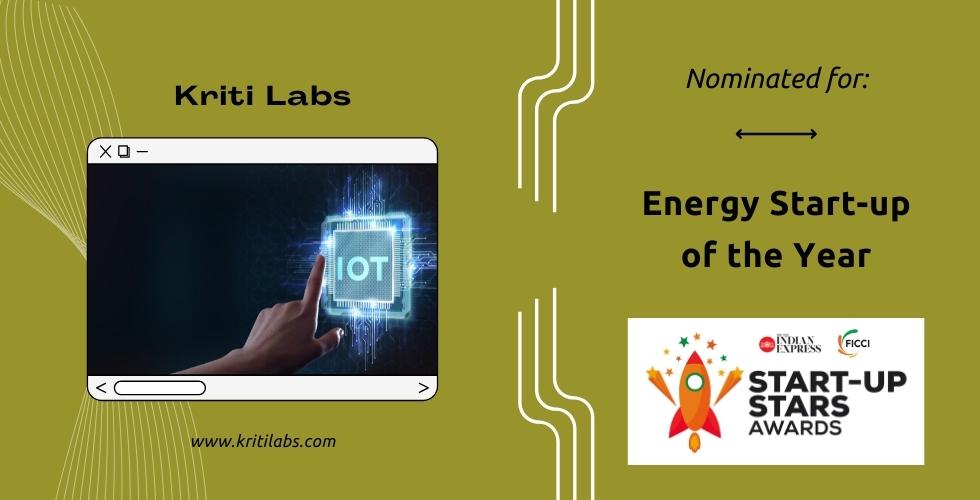 Kriti Labs
IOT
www.kritilabs.com
Nominated for:
Energy Start-up
of the Year
INDIAN
EXPRESS
FICCI
START-UP
STARS
AWARDS